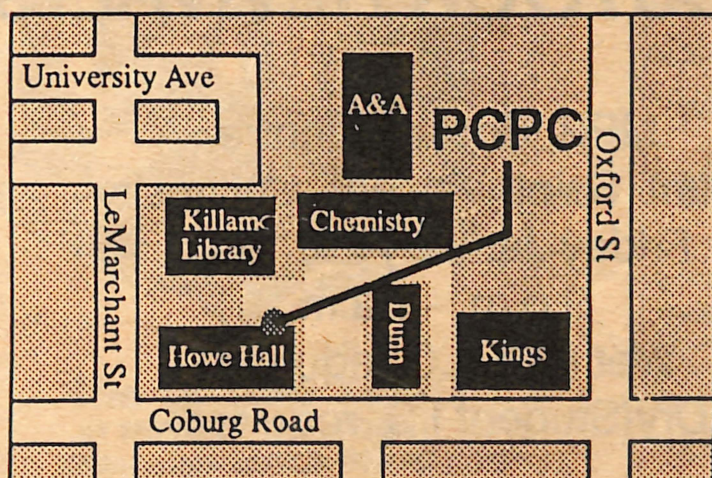 University Ave
A&A
PCPC
Oxford St
LeMarchant St
Killam
Library
Chemistry
Howe Hall
Dunn
Kings
Coburg Road